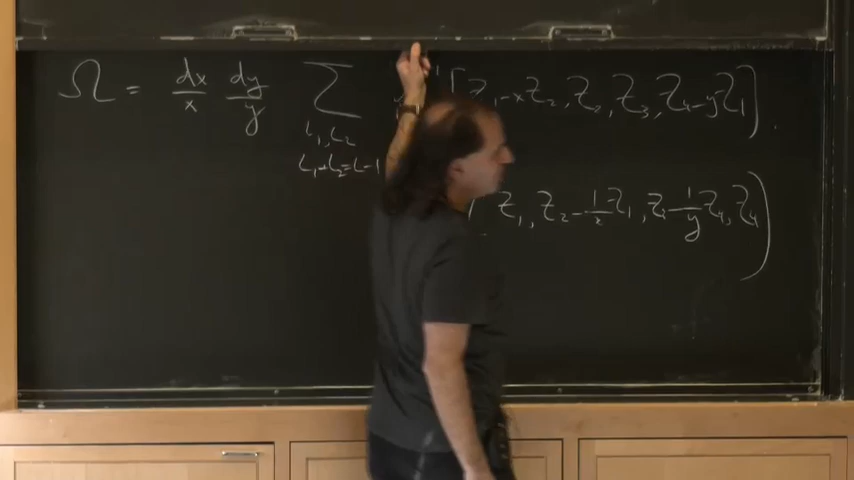 Ω = dx/x dy/y Σ [Z₁-xZ₂, Z₂, Z₃, Z₄-yZ₁].
L₁,L₂
L₁+L₂=L-1
Z₁, Z₂-1/x Z₁, Z₃-1/y Z₄, Z₄)